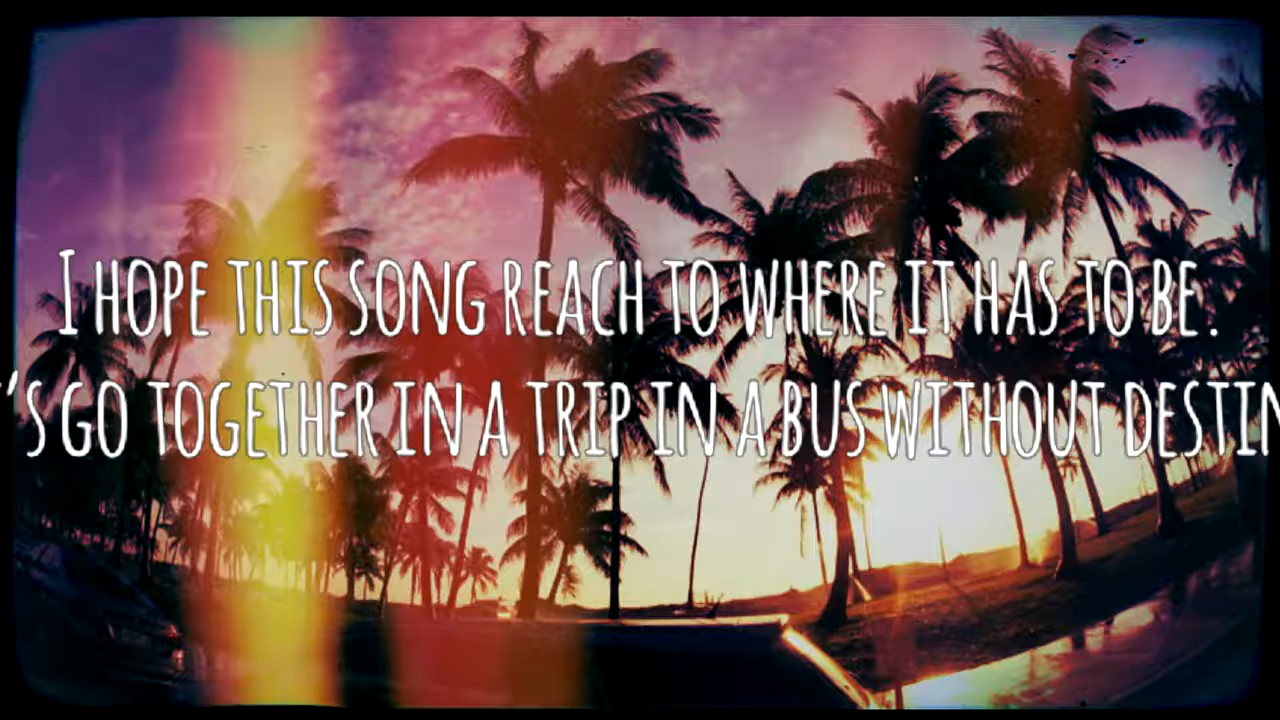 I HOPE THIS SONG REACH TO WHERE IT HAS TO BE.
'S GO TOGETHER IN A TRIP IN A BUS WITHOUT DESTIN